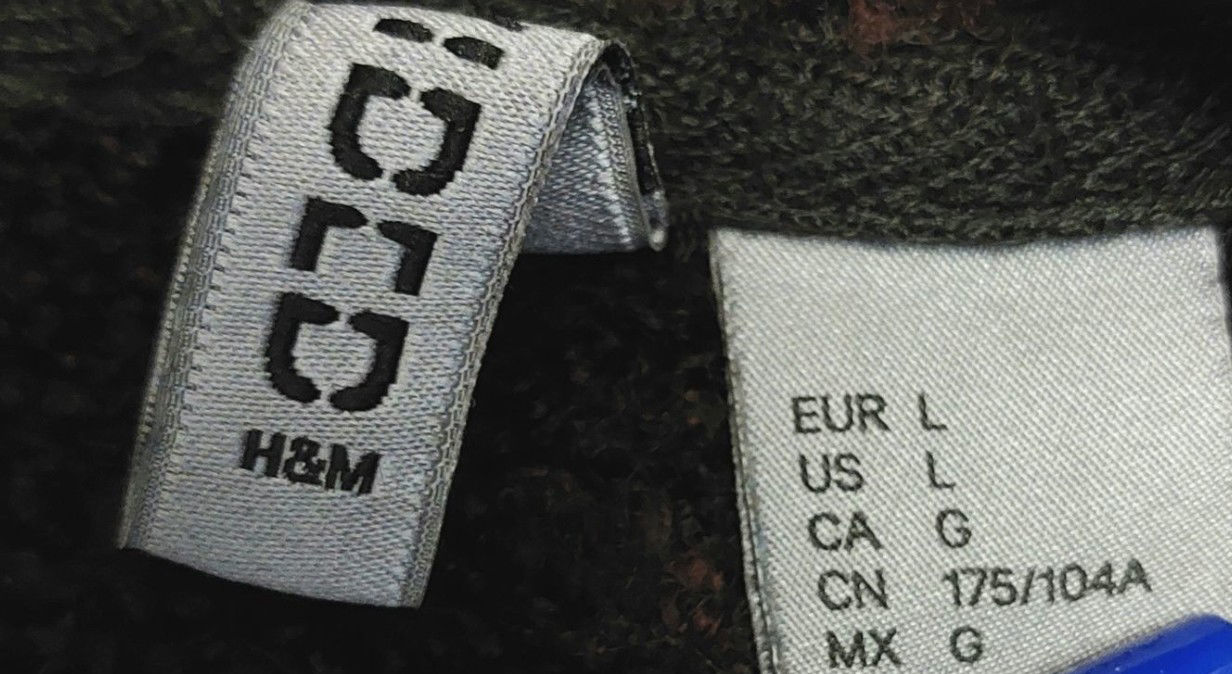 H&M
EUR L
US L
CA G
CN 175/104A
MX G